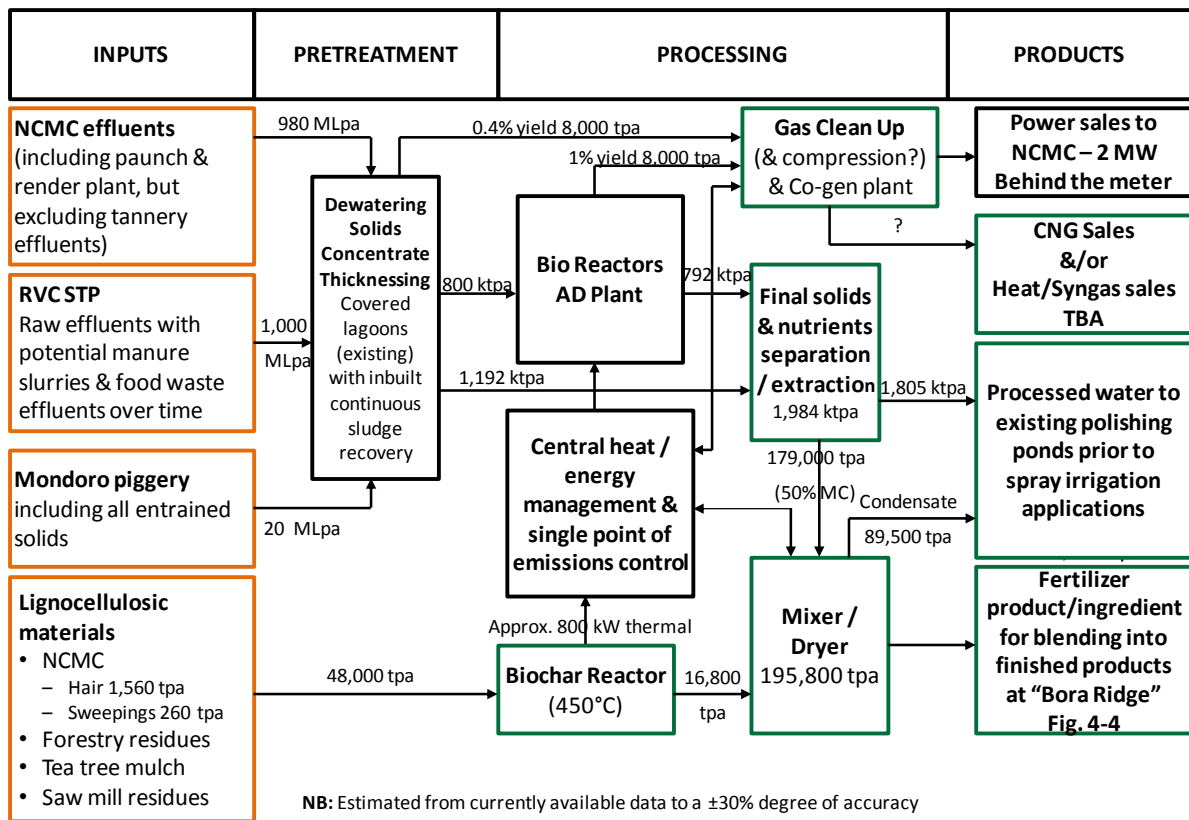 INPUTS
PRETREATMENT
PROCESSING
PRODUCTS
NCMC effluents
(including paunch &
render plant, but
excluding tannery
effluents)
980 MLpa
0.4% yield 8,000 tpa
1% yield 8,000 tpa
Gas Clean Up
(& compression?)
& Co-gen plant
Power sales to
NCMC – 2 MW
Behind the meter
?
CNG Sales
&/or
Heat/Syngas sales
TBA
Dewatering
Solids
Concentrate
Thicknessing
Covered
lagoons
(existing)
with inbuilt
continuous
sludge
recovery
RVC STP
Raw effluents with
potential manure
slurries & food waste
effluents over time
1,000
MLpa
800 ktpa
Bio Reactors
AD Plant
792 ktpa
1,192 ktpa
Final solids
& nutrients
separation
/ extraction
1,984 ktpa
1,805 ktpa
Processed water to
existing polishing
ponds prior to
spray irrigation
applications
Mondoro piggery
including all entrained
solids
20 MLpa
Central heat /
energy
management &
single point of
emissions control
179,000 tpa
(50% MC)
Condensate
89,500 tpa
Lignocellulosic
materials
• NCMC
– Hair 1,560 tpa
– Sweepings 260 tpa
• Forestry residues
• Tea tree mulch
• Saw mill residues
48,000 tpa
Approx. 800 kW thermal
Biochar Reactor
(450°C)
16,800
tpa
Mixer /
Dryer
195,800 tpa
Fertilizer
product/ingredient
for blending into
finished products
at “Bora Ridge”
Fig. 4-4
NB: Estimated from currently available data to a ±30% degree of accuracy